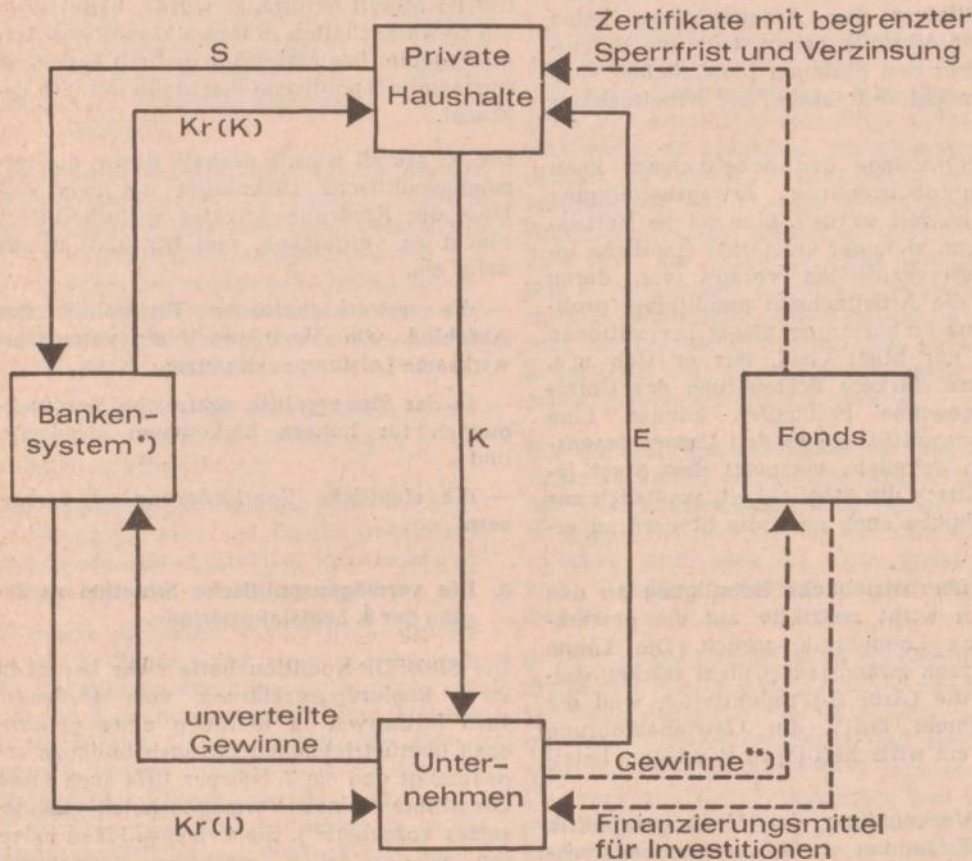 Zertifikate mit begrenzter
Sperrfrist und Verzinsung
S
Private
Haushalte
Kr(K)
Banken-
system*)
K
E
Fonds
unverteilte
Gewinne
Unter-
nehmen
Gewinne**)
Kr(I)
Finanzierungsmittel
für Investitionen